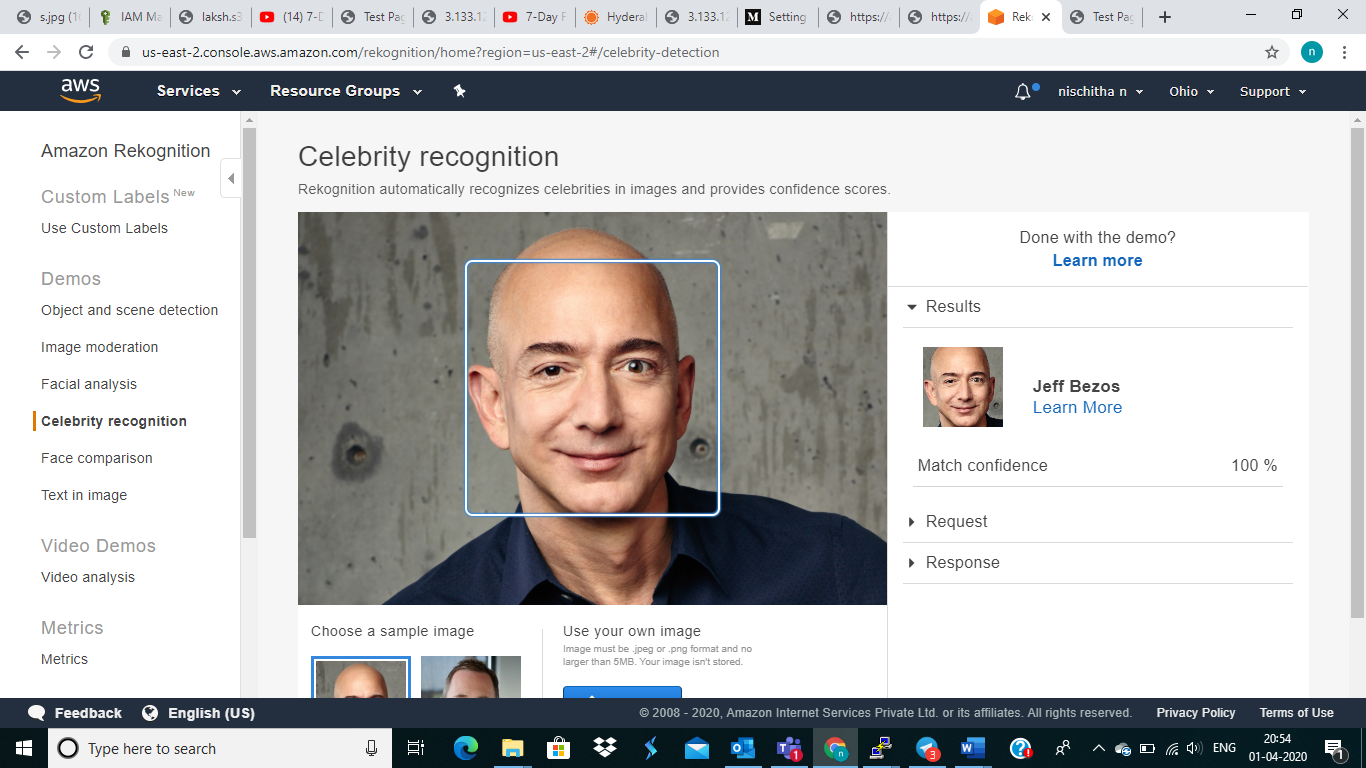 s.jpg (1
IAM Ma
laksh.s3
(14) 7-D
Test Pag
3.133.12
7-Day F
Hyderal
3.133.12
Setting
https://
https://
Rek
Test Pag
us-east-2.console.aws.amazon.com/rekognition/home?region=us-east-2#/celebrity-detection
n
aws
Services
Resource Groups
nischitha n
Ohio
Support
Amazon Rekognition
Custom Labels New
Use Custom Labels
Demos
Object and scene detection
Image moderation
Facial analysis
Celebrity recognition
Face comparison
Text in image
Video Demos
Video analysis
Metrics
Metrics
Celebrity recognition
Rekognition automatically recognizes celebrities in images and provides confidence scores.
Done with the demo?
Learn more
Results
Jeff Bezos
Learn More
Match confidence 100 %
Request
Response
Choose a sample image
Use your own image
Image must be .jpeg or .png format and no
larger than 5MB. Your image isn't stored.
Feedback
English (US)
© 2008 - 2020, Amazon Internet Services Private Ltd. or its affiliates. All rights reserved.
Privacy Policy
Terms of Use
Type here to search
1
n
3
ENG
20:54
01-04-2020
1